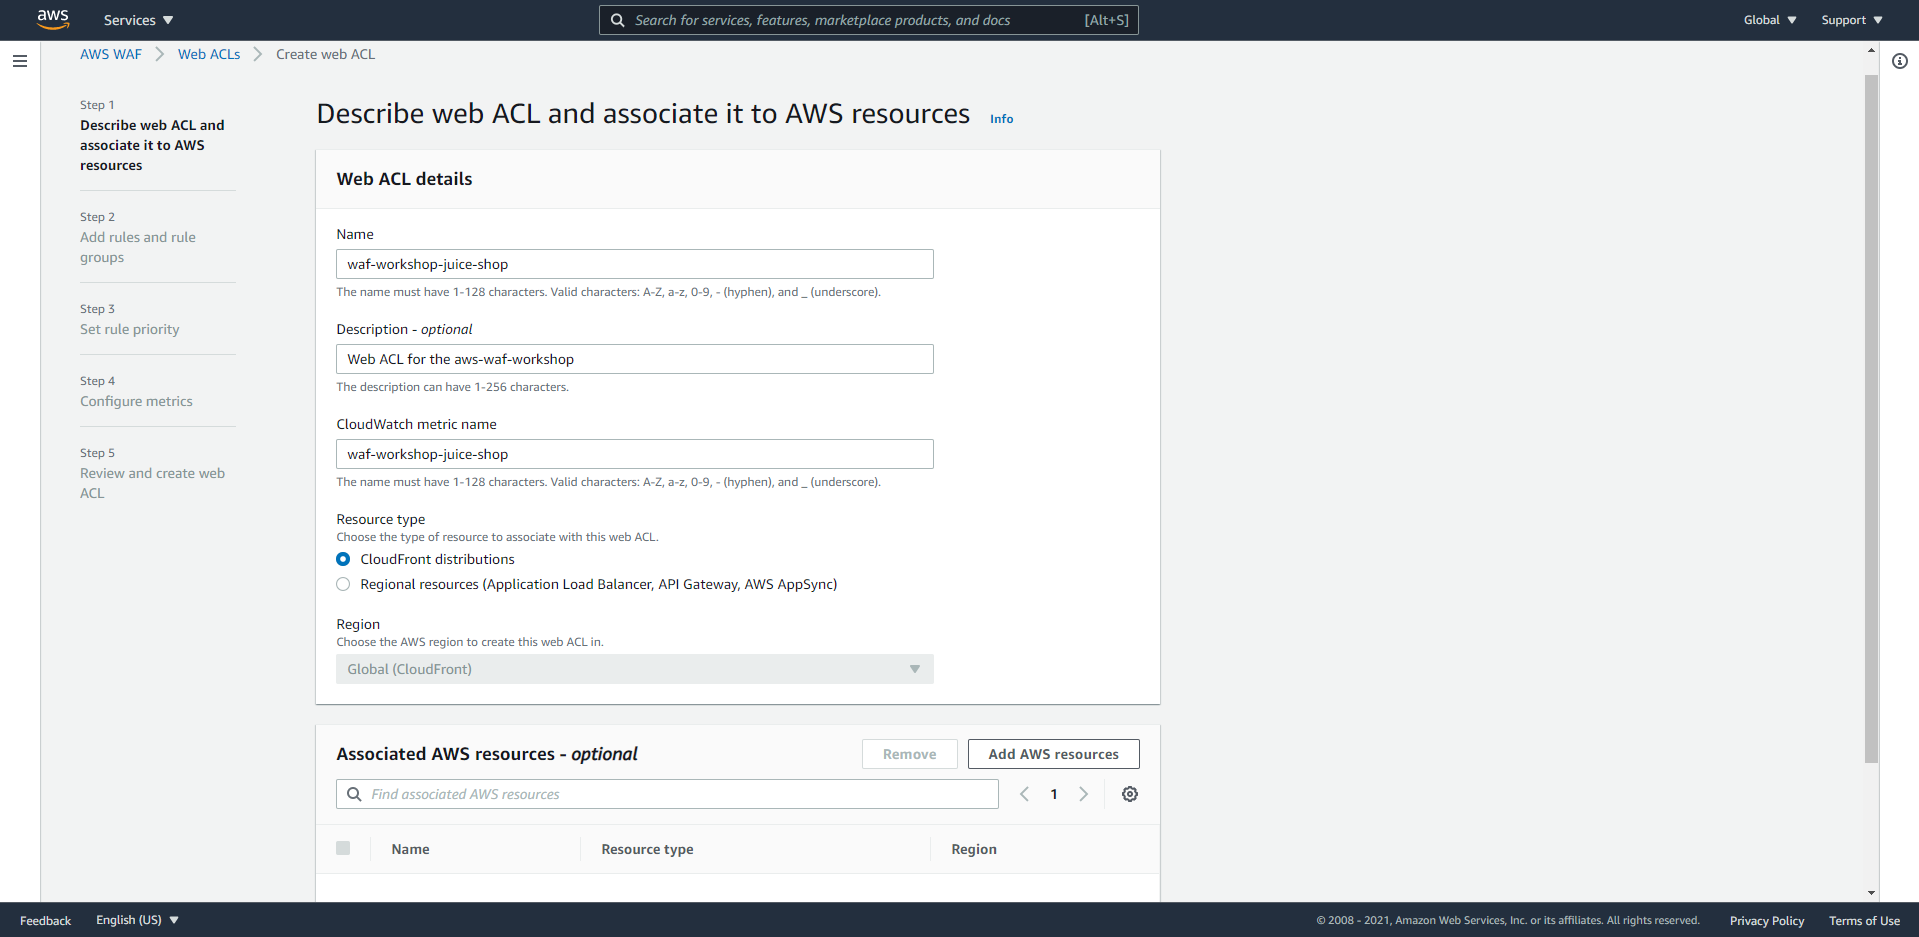 aws
Services
Search for services, features, marketplace products, and docs [Alt+S]
Global
Support
AWS WAF
Web ACLs
Create web ACL
Step 1
Describe web ACL and
associate it to AWS
resources
Step 2
Add rules and rule
groups
Step 3
Set rule priority
Step 4
Configure metrics
Step 5
Review and create web
ACL
Describe web ACL and associate it to AWS resources Info
Web ACL details
Name
waf-workshop-juice-shop
The name must have 1-128 characters. Valid characters: A-Z, a-z, 0-9, - (hyphen), and _ (underscore).
Description - optional
Web ACL for the aws-waf-workshop
The description can have 1-256 characters.
CloudWatch metric name
waf-workshop-juice-shop
The name must have 1-128 characters. Valid characters: A-Z, a-z, 0-9, - (hyphen), and _ (underscore).
Resource type
Choose the type of resource to associate with this web ACL.
CloudFront distributions
Regional resources (Application Load Balancer, API Gateway, AWS AppSync)
Region
Choose the AWS region to create this web ACL in.
Global (CloudFront)
Associated AWS resources - optional
Remove
Add AWS resources
Find associated AWS resources
1
Name
Resource type
Region
Feedback
English (US)
© 2008 - 2021, Amazon Web Services, Inc. or its affiliates. All rights reserved.
Privacy Policy
Terms of Use